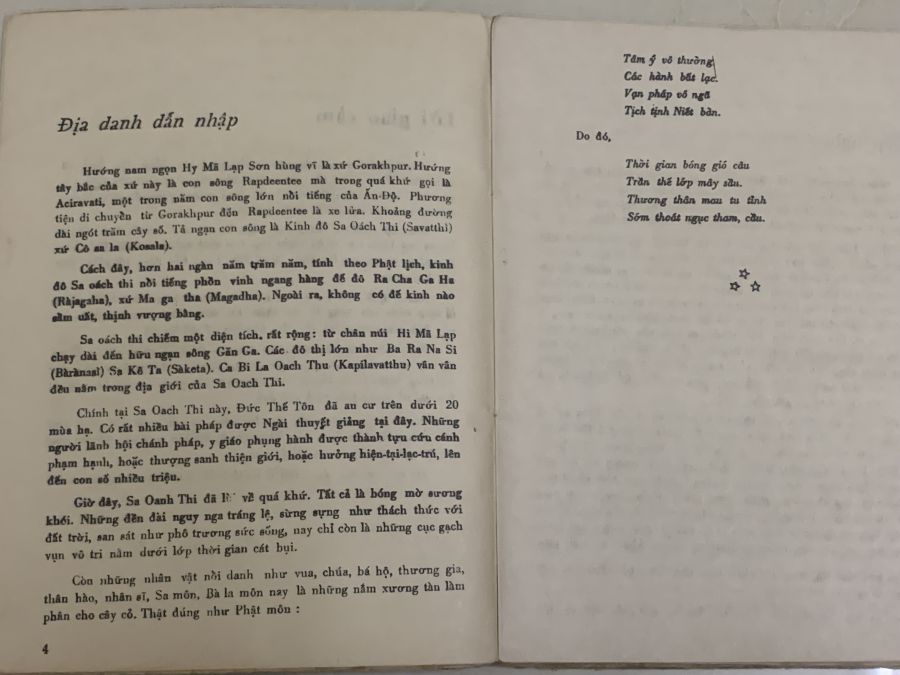 Địa danh dẫn nhập
Hướng nam ngọn Hy Mã Lạp Sơn hùng vĩ là xứ Gorakhpur. Hướng
tây bắc của xứ này là con sông Rapdeentee mà trong quá khứ gọi là
Aciravati, một trong năm con sông lớn nổi tiếng của Ấn-Độ. Phương
tiện di chuyển từ Gorakhpur đến Rapdeentee là xe lửa. Khoảng đường
dài ngót trăm cây số. Tả ngạn con sông là Kinh đô Sa Oách Thi (Savatthi)
xứ Cô sa la (Kosala).
Cách đây, hơn hai ngàn năm trăm năm, tính theo Phật lịch, kinh
đô Sa oách thi nổi tiếng phồn vinh ngang hàng đế đô Ra Cha Ga Ha
(Ràjagaha), xứ Ma ga tha (Magadha). Ngoài ra, không có đế kinh nào
sầm uất, thịnh vượng bằng.
Sa oách thi chiếm một diện tích. rất rộng : từ chân núi Hi Mã Lạp
chạy dài đến hữu ngạn sông Găn Ga. Các đô thị lớn như Ba Ra Na Si
(Bàrànasi) Sa Kê Ta (Sàketa). Ca Bi La Oach Thu (Kapilavatthu) vân vân
đều nằm trong địa giới của Sa Oach Thi.
Chính tại Sa Oach Thi này, Đức Thế Tôn đã an cư trên dưới 20
mùa hạ. Có rất nhiều bài pháp được Ngài thuyết giảng tại đây. Những
người lãnh hội chánh pháp, y giáo phụng hành được thành tựu cứu cánh
phạm hạnh, hoặc thượng sanh thiện giới, hoặc hưởng hiện-tại-lạc-trú, lên
đến con số nhiều triệu.
Giờ đây, Sa Oanh Thi đã về quá khứ. Tất cả là bóng mờ sương
khói. Những đền đài nguy nga tráng lệ, sừng sựng như thách thức với
đất trời, san sát như phô trương sức sống, nay chỉ còn là những cục gạch
vụn vô tri nằm dưới lớp thời gian cát bụi.
Còn những nhân vật nổi danh như vua, chúa, bá hộ, thương gia,
thân hào, nhân sĩ, Sa môn, Bà la môn nay là những nắm xương tàn làm
phân cho cây cỏ. Thật đúng như Phật môn :
4
Tâm ý vô thường
Các hành bất lạc.
Vạn pháp vô ngã
Tịch tịnh Niết bàn.
Do đó,
Thời gian bóng gió câu
Trần thế lớp mây sầu.
Thương thân mau tu tỉnh
Sớm thoát ngục tham, cầu.